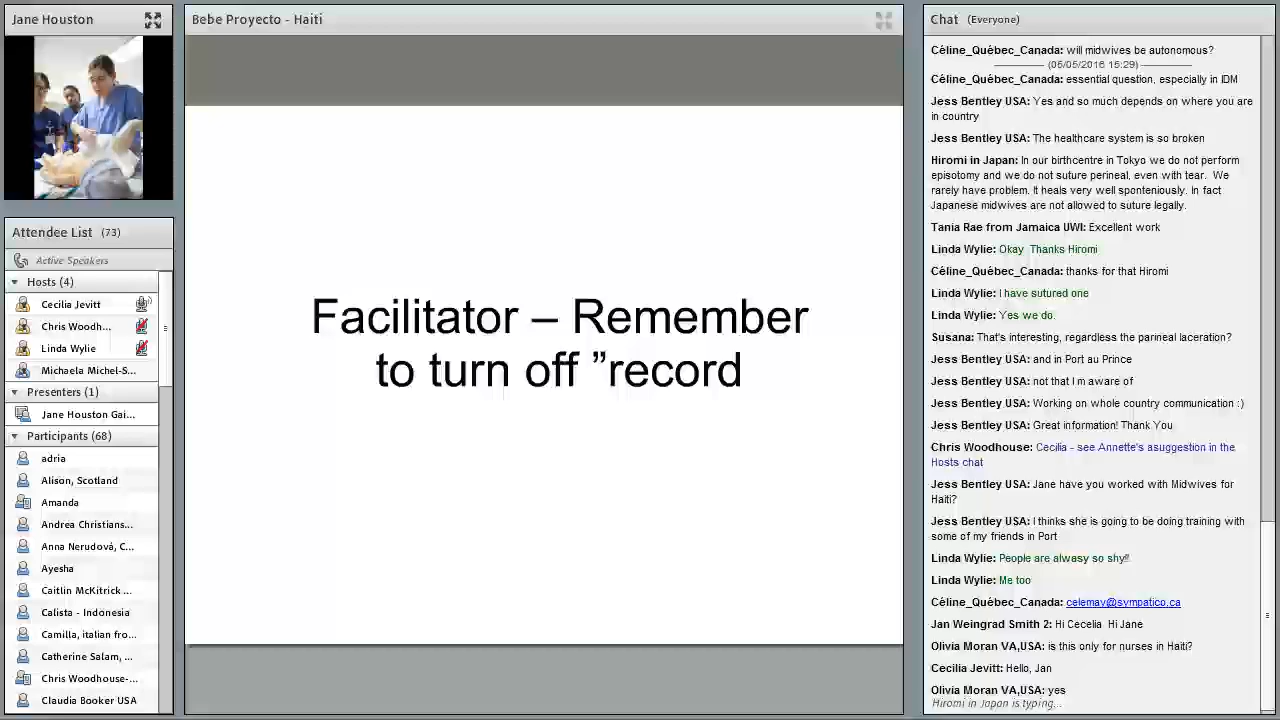 Jane Houston
Attendee List (73)
Active Speakers
Hosts (4)
Cecilia Jevitt
Chris Woodh...
Linda Wylie
Michaela Michel-S...
Presenters (1)
Jane Houston Gai...
Participants (68)
adria
Alison, Scotland
Amanda
Andrea Christians...
Anna Nerudová, C...
Ayesha
Caitlin McKitrick ...
Calista - Indonesia
Camilla, italian fro...
Catherine Salam, ...
Chris Woodhouse-...
Claudia Booker USA
Bebe Proyecto - Haiti
Facilitator – Remember
to turn off ”record
Chat (Everyone)
Céline_Québec_Canada: will midwives be autonomous?
(05/05/2016 15:29)
Céline_Québec_Canada: essential question, especially in IDM
Jess Bentley USA: Yes and so much depends on where you are
in country
Jess Bentley USA: The healthcare system is so broken
Hiromi in Japan: In our birthcentre in Tokyo we do not perform
episotomy and we do not suture perineal, even with tear. We
rarely have problem. It heals very well sponteniously. In fact
Japanese midwives are not allowed to suture legally.
Tania Rae from Jamaica UWI: Excellent work
Linda Wylie: Okay Thanks Hiromi
Céline_Québec_Canada: thanks for that Hiromi
Linda Wylie: I have sutured one
Linda Wylie: Yes we do.
Susana: That's interesting, regardless the parineal laceration?
Jess Bentley USA: and in Port au Prince
Jess Bentley USA: not that I m aware of
Jess Bentley USA: Working on whole country communication :)
Jess Bentley USA: Great information! Thank You
Chris Woodhouse: Cecilia - see Annette's asuggestion in the
Hosts chat
Jess Bentley USA: Jane have you worked with Midwives for
Haiti?
Jess Bentley USA: I thinks she is going to be doing training with
some of my friends in Port
Linda Wylie: People are alwasy so shy!!
Linda Wylie: Me too
Céline_Québec_Canada: celemay@sympatico.ca
Jan Weingrad Smith 2: Hi Cecelia Hi Jane
Olivia Moran VA,USA: is this only for nurses in Haiti?
Cecilia Jevitt: Hello, Jan
Olivia Moran VA,USA: yes
Hiromi in Japan is typing...